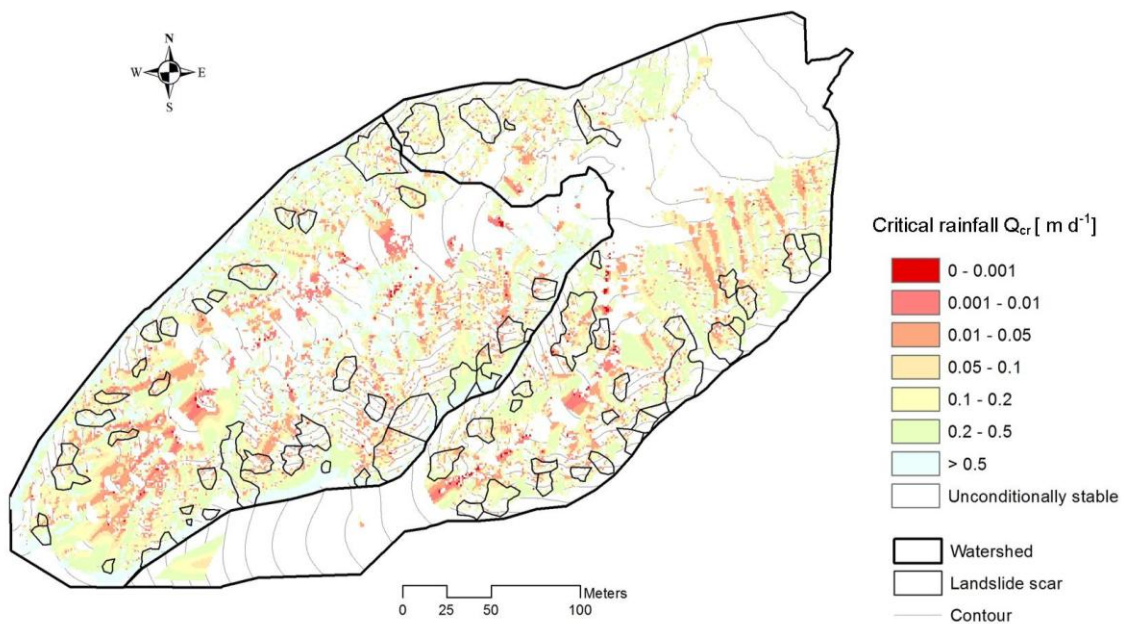 N
W E
S
Critical rainfall Qcr [ m d-1]
0 - 0.001
0.001 - 0.01
0.01 - 0.05
0.05 - 0.1
0.1 - 0.2
0.2 - 0.5
> 0.5
Unconditionally stable
Watershed
Landslide scar
Contour
Meters
0 25 50 100